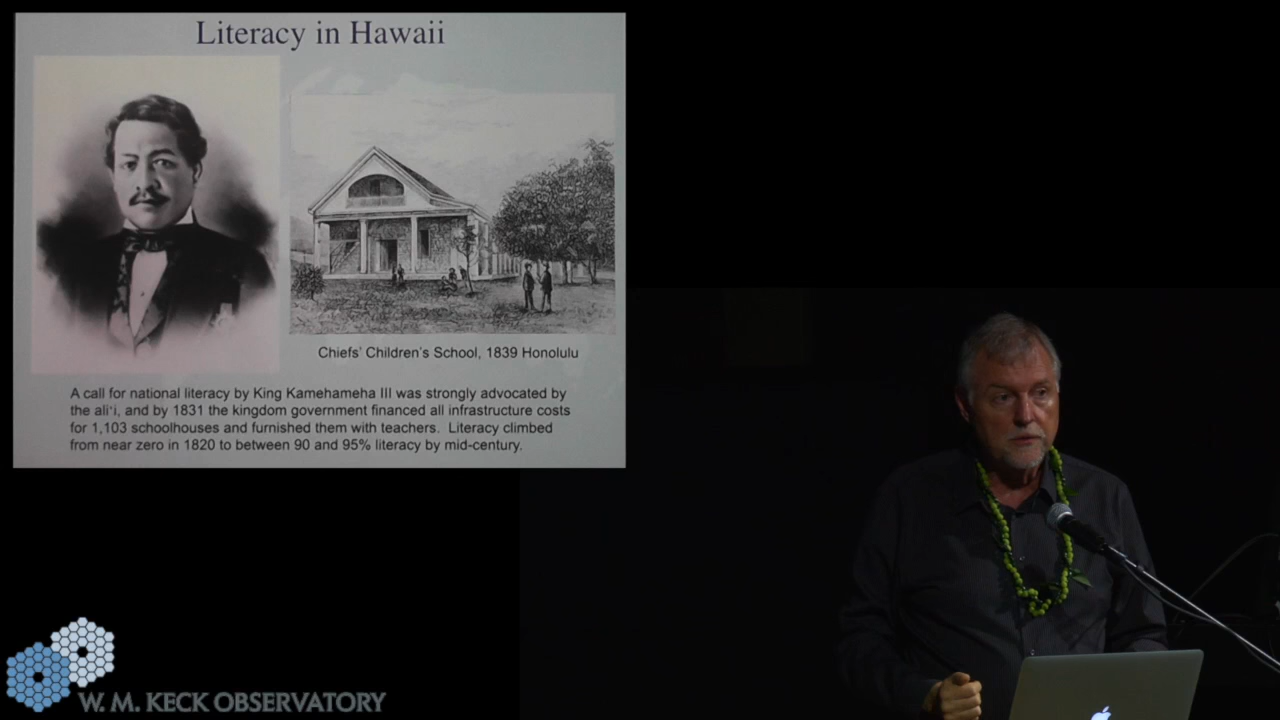 Literacy in Hawaii
Chiefs' Children's School, 1839 Honolulu
A call for national literacy by King Kamehameha III was strongly advocated by
the ali‘i, and by 1831 the kingdom government financed all infrastructure costs
for 1,103 schoolhouses and furnished them with teachers.  Literacy climbed
from near zero in 1820 to between 90 and 95% literacy by mid-century.
W. M. KECK OBSERVATORY